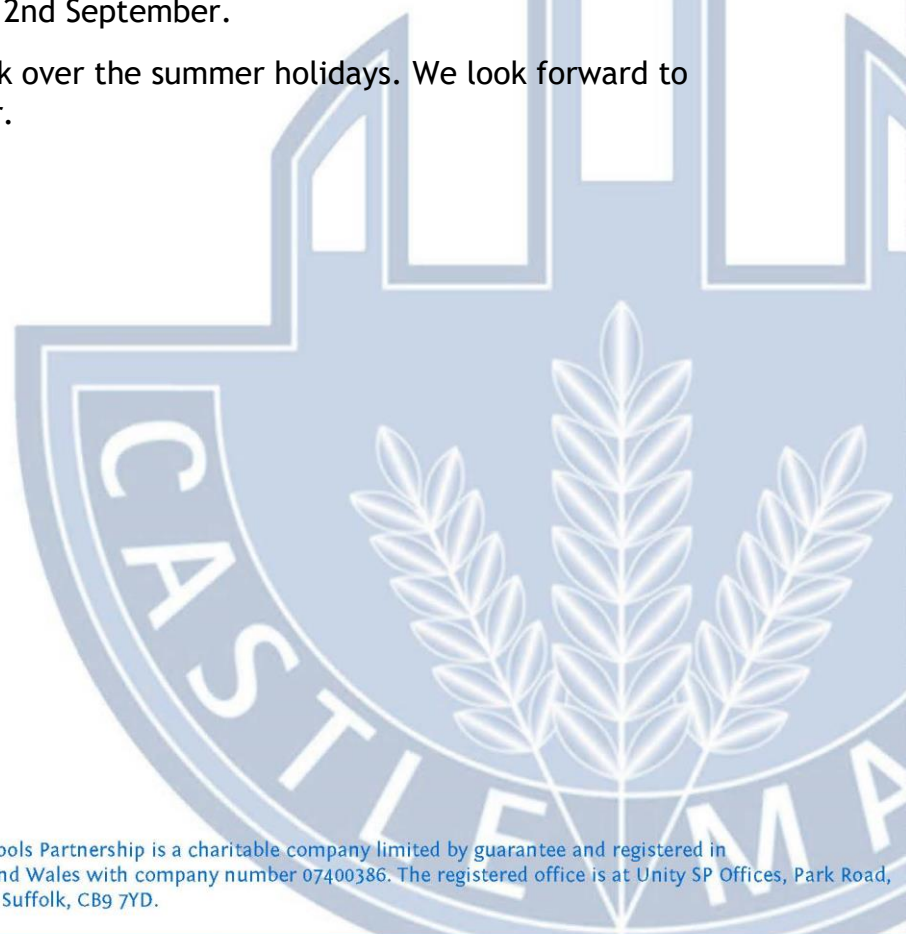 2nd September.
k over the summer holidays. We look forward to
r.
CASTLE MA
ools Partnership is a charitable company limited by guarantee and registered in
nd Wales with company number 07400386. The registered office is at Unity SP Offices, Park Road,
Suffolk, CB9 7YD.